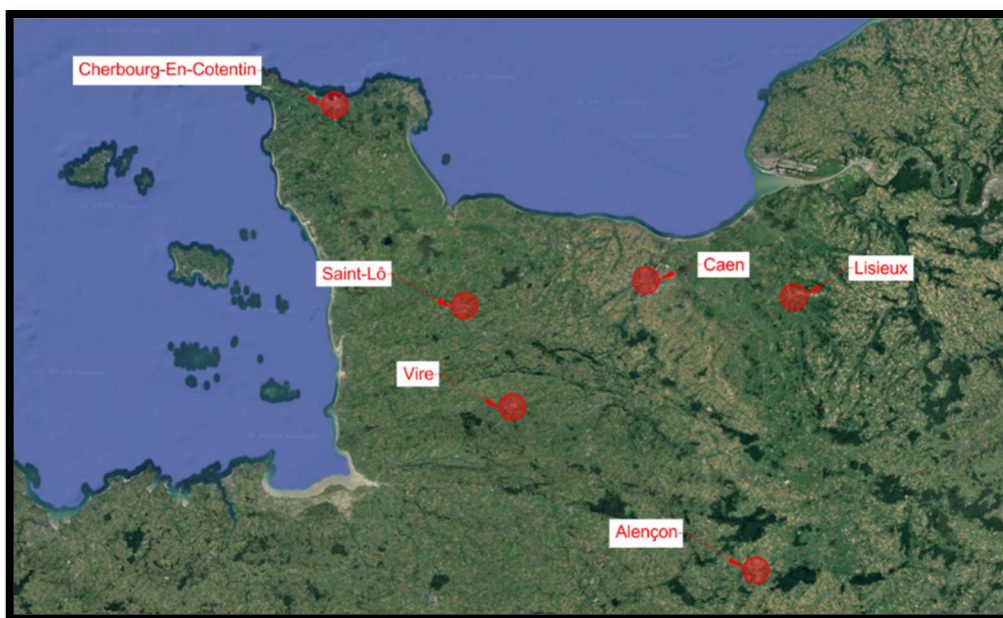 Cherbourg-En-Cotentin
Caen
Lisieux
Saint-Lô
Vire
Alençon